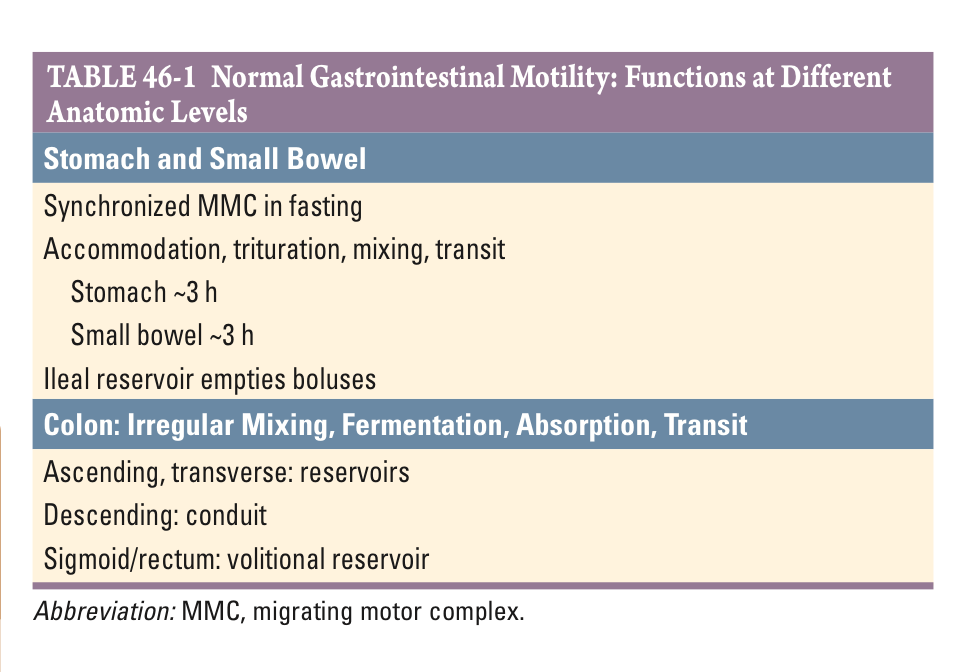 TABLE 46-1 Normal Gastrointestinal Motility: Functions at Different
Anatomic Levels
Stomach and Small Bowel
Synchronized MMC in fasting
Accommodation, trituration, mixing, transit
Stomach ~3 h
Small bowel ~3 h
Ileal reservoir empties boluses
Colon: Irregular Mixing, Fermentation, Absorption, Transit
Ascending, transverse: reservoirs
Descending: conduit
Sigmoid/rectum: volitional reservoir
Abbreviation: MMC, migrating motor complex.